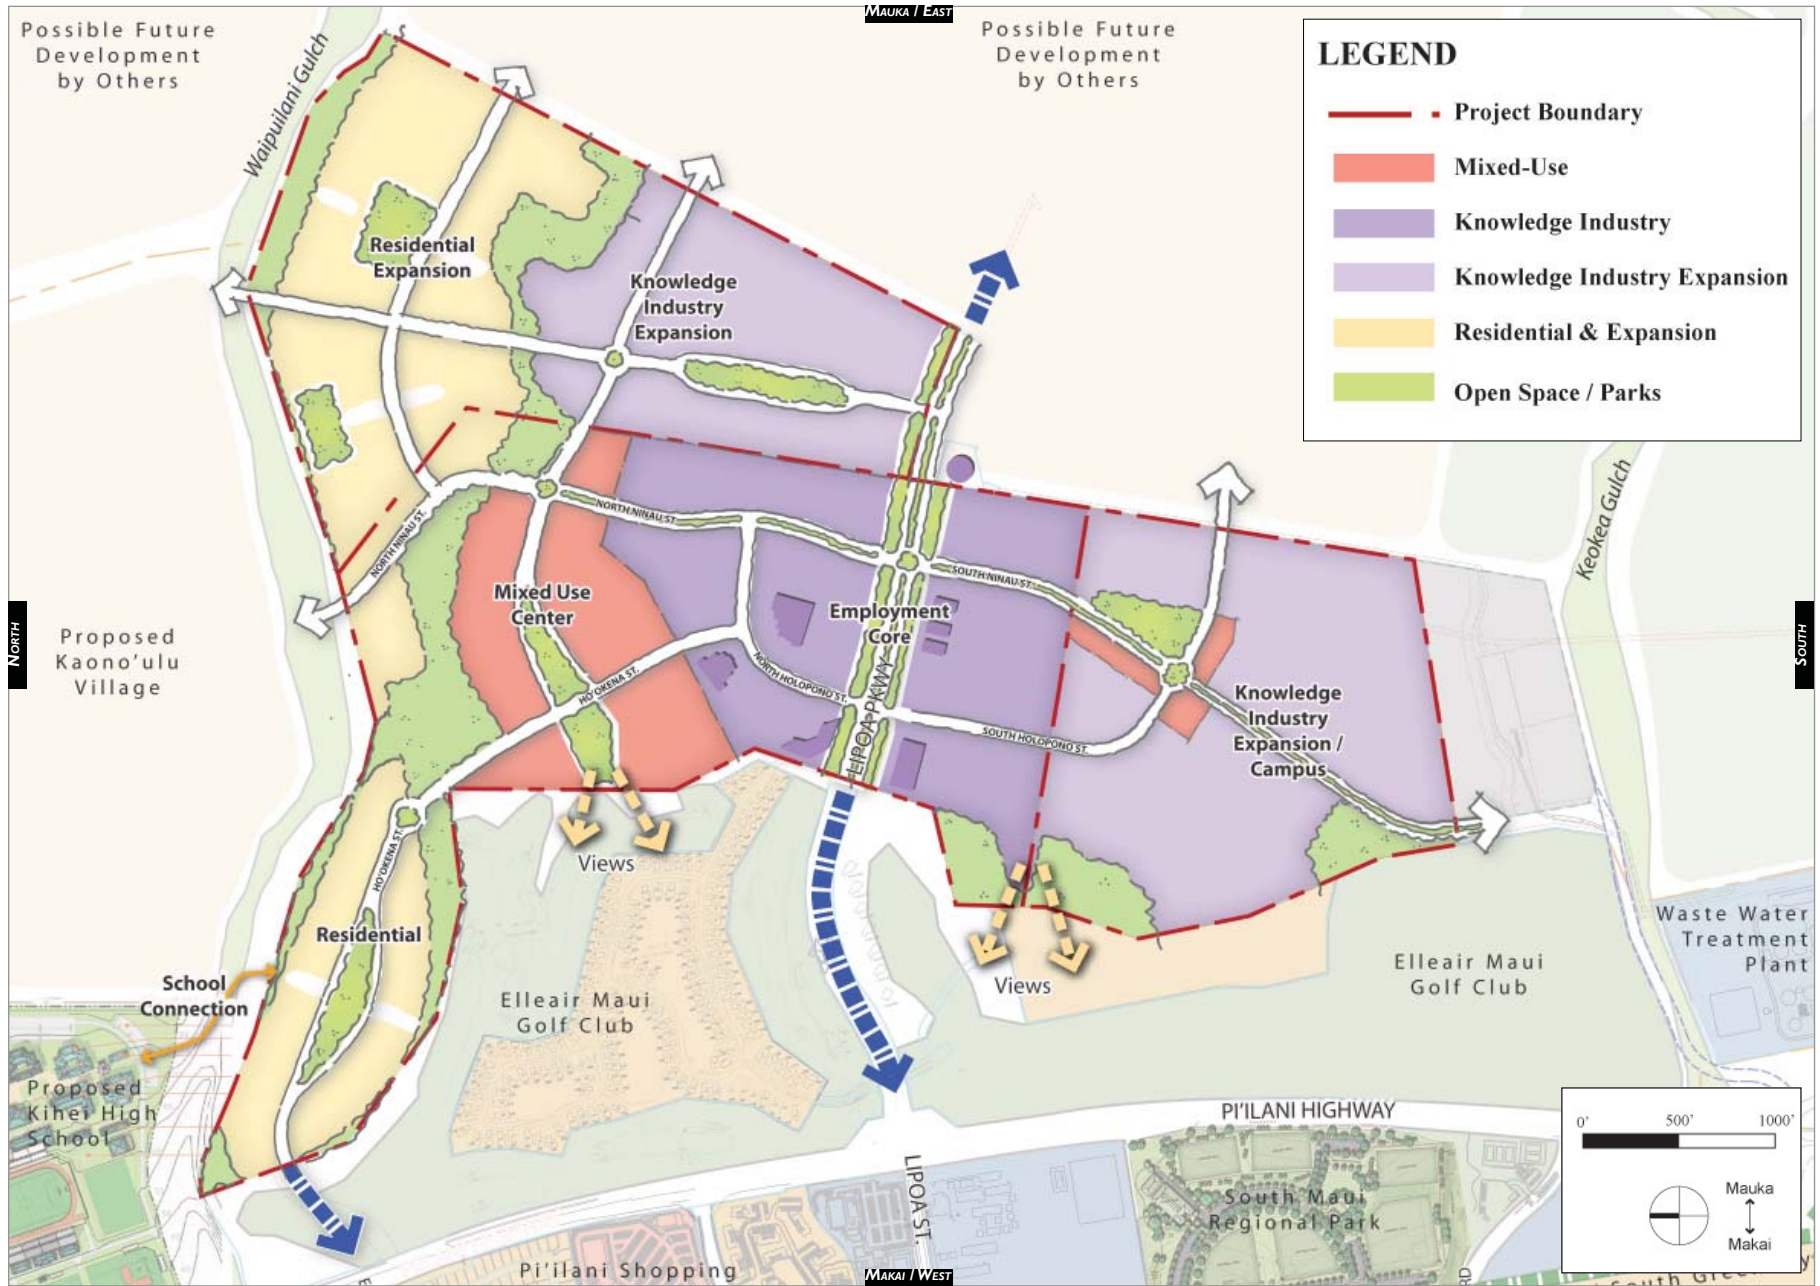 MAUKA / EAST
Possible Future
Development
by Others
Waipuilani Gulch
Possible Future
Development
by Others
LEGEND
Project Boundary
Mixed-Use
Knowledge Industry
Knowledge Industry Expansion
Residential & Expansion
Open Space / Parks
Residential
Expansion
Knowledge
Industry
Expansion
Keokea Gulch
NORTH NINAU ST.
NORTH NINAU ST.
SOUTH NINAU ST.
Mixed Use
Center
Employment
Core
NORTH
Proposed
Kaono'ulu
Village
SOUTH
HO'OKENA ST.
NORTH HOLOPONO ST.
LIPOA PKWY
SOUTH HOLOPONO ST.
Knowledge
Industry
Expansion /
Campus
Views
HO'OKENA ST.
Residential
School
Connection
Elleair Maui
Golf Club
Views
Elleair Maui
Golf Club
Waste Water
Treatment
Plant
Proposed
Kihei High
School
PI'ILANI HIGHWAY
LIPOA ST.
South Maui
Regional Park
Pi'ilani Shopping
0'
500'
1000'
Mauka
Makai
MAKAI / WEST